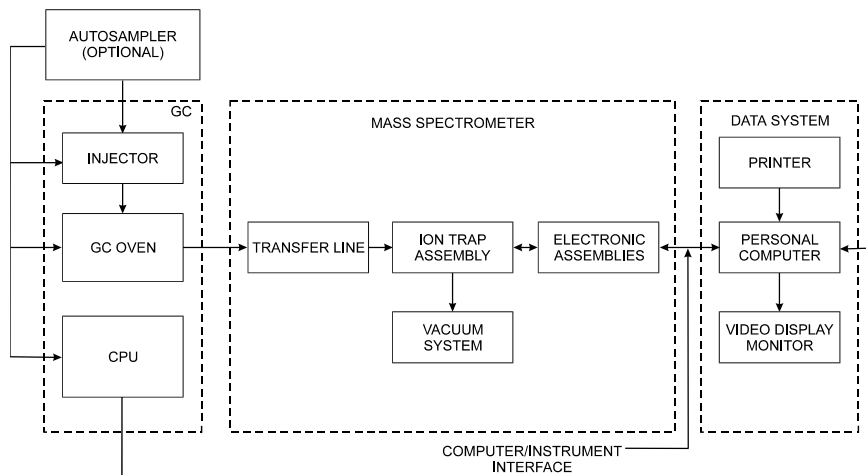 AUTOSAMPLER
(OPTIONAL)
GC
INJECTOR
GC OVEN
CPU
MASS SPECTROMETER
TRANSFER LINE
ION TRAP
ASSEMBLY
ELECTRONIC
ASSEMBLIES
VACUUM
SYSTEM
DATA SYSTEM
PRINTER
PERSONAL
COMPUTER
VIDEO DISPLAY
MONITOR
COMPUTER/INSTRUMENT
INTERFACE